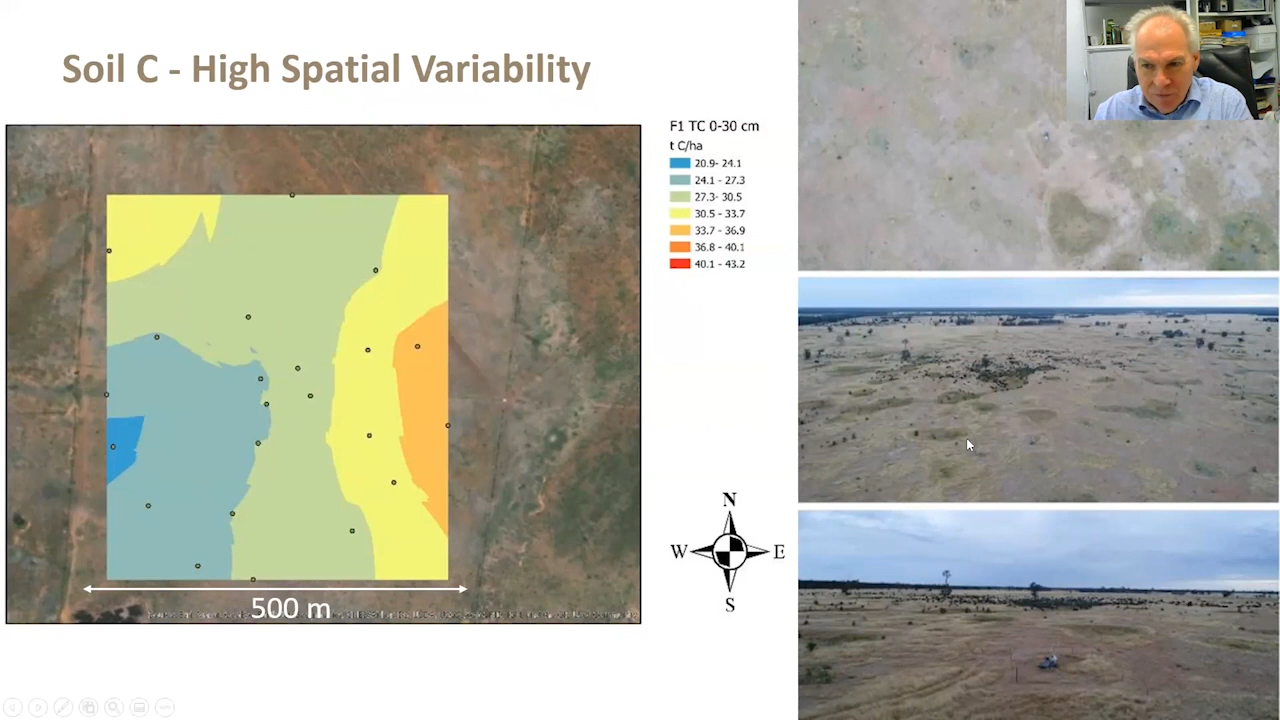 Soil C - High Spatial Variability
F1 TC 0-30 cm
t C/ha
20.9- 24.1
24.1 - 27.3
27.3- 30.5
30.5 - 33.7
33.7 - 36.9
36.8 - 40.1
40.1 - 43.2
N
W E
S
500 m